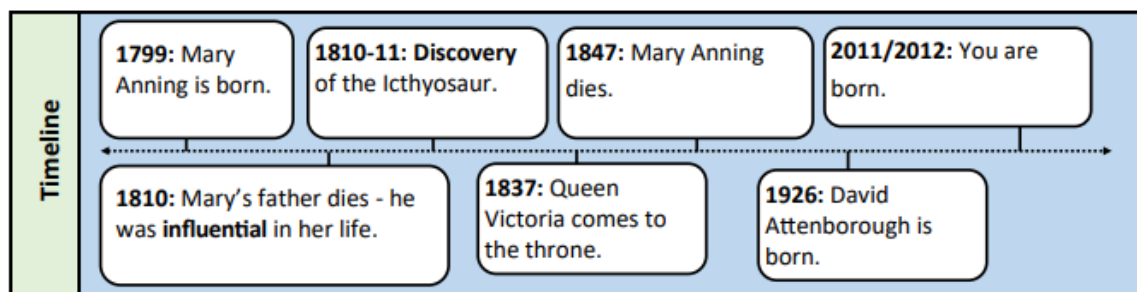 Timeline
1799: Mary
Anning is born.
1810-11: Discovery
of the Icthyosaur.
1847: Mary Anning
dies.
2011/2012: You are
born.
1810: Mary’s father dies - he
was influential in her life.
1837: Queen
Victoria comes to
the throne.
1926: David
Attenborough is
born.